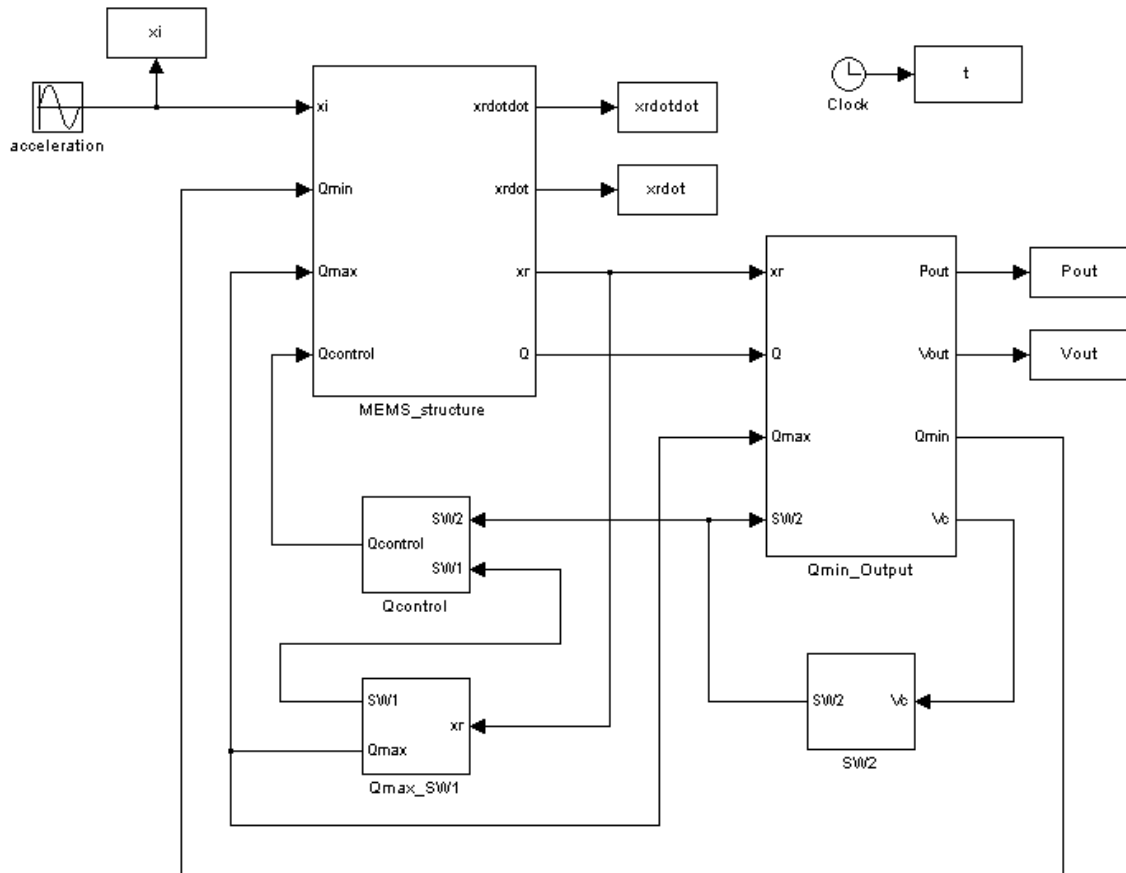 xi
acceleration
xi
Qmin
Qmax
Qcontrol
xrdotdot
xrdot
xr
Q
MEMS_structure
xrdotdot
xrdot
Clock
t
xr
Q
Qmax
SW2
Pout
Vout
Qmin
Vc
Qmin_Output
Pout
Vout
SW2
Qcontrol
SW1
Qcontrol
SW1
xr
Qmax
Qmax_SW1
SW2
Vc
SW2